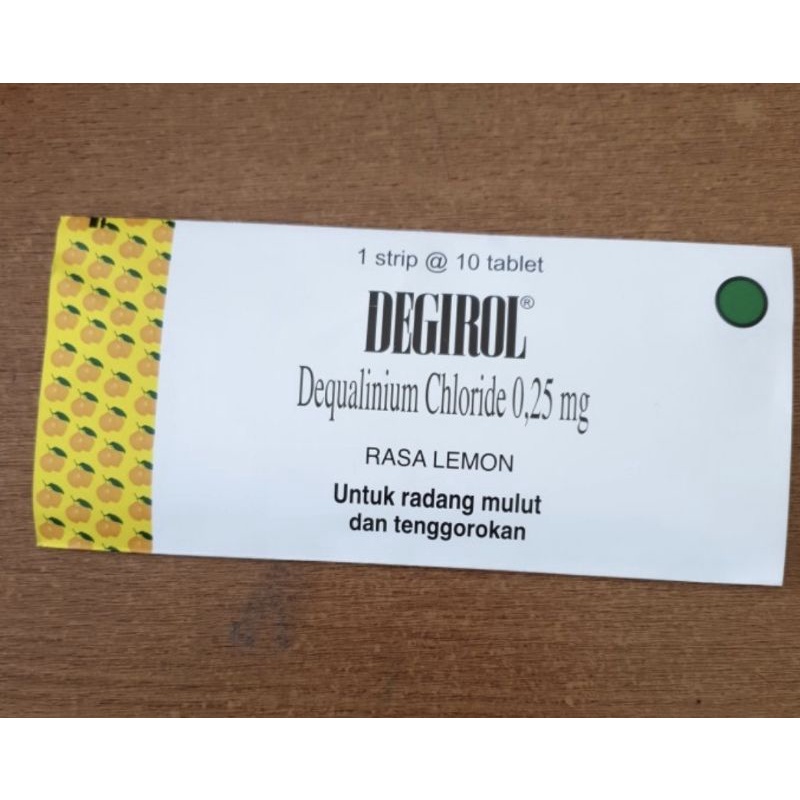 1 strip @ 10 tablet
DEGIROL®
Dequalinium Chloride 0,25 mg
RASA LEMON
Untuk radang mulut
dan tenggorokan